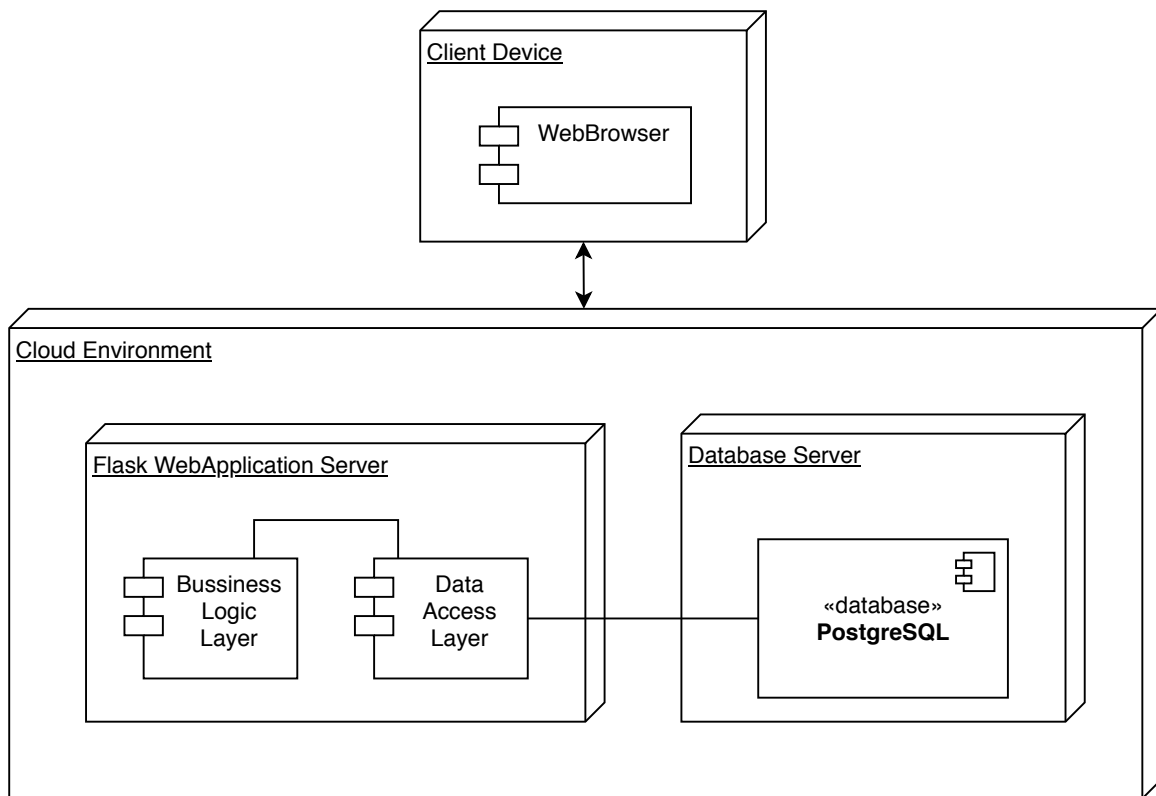 Client Device
WebBrowser
Cloud Environment
Flask WebApplication Server
Bussiness
Logic
Layer
Data
Access
Layer
Database Server
«database»
PostgreSQL